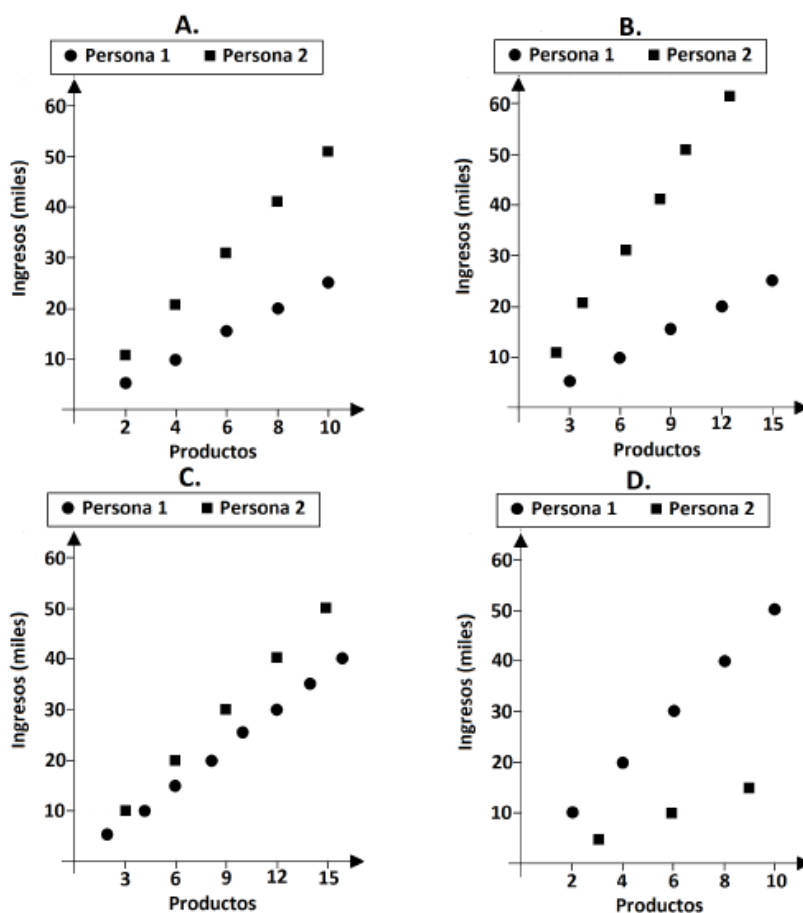 A.
● Persona 1 ■ Persona 2
Ingresos (miles)
60
50
40
30
20
10
2 4 6 8 10
Productos
B.
● Persona 1 ■ Persona 2
Ingresos (miles)
60
50
40
30
20
10
3 6 9 12 15
Productos
C.
● Persona 1 ■ Persona 2
Ingresos (miles)
60
50
40
30
20
10
3 6 9 12 15
Productos
D.
● Persona 1 ■ Persona 2
Ingresos (miles)
60
50
40
30
20
10
2 4 6 8 10
Productos